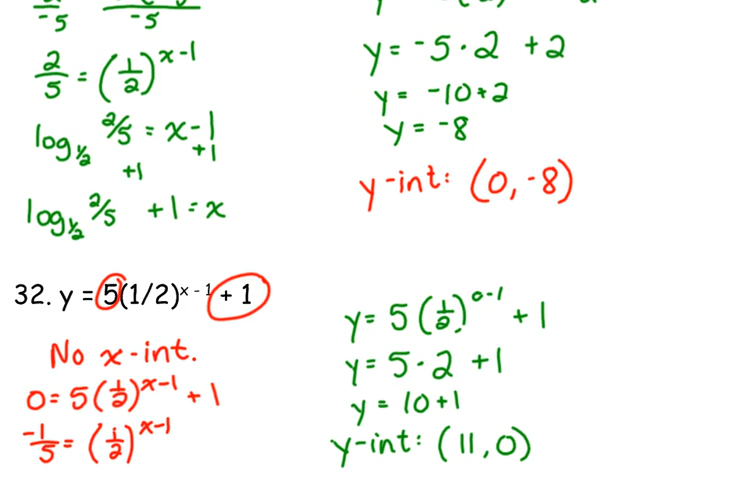 -5 -5
2/5 = (1/2)^x-1
log_1/2 2/5 = x-1
+1 +1
log_1/2 2/5 +1 = x
y = -5 · 2 + 2
y = -10+2
y = -8
y-int: (0, -8)
32. y = 5(1/2)^x - 1 + 1
No x-int.
0 = 5(1/2)^x-1 + 1
-1/5 = (1/2)^x-1
y = 5(1/2)^0-1 + 1
y = 5 · 2 + 1
y = 10+1
y-int: (11, 0)